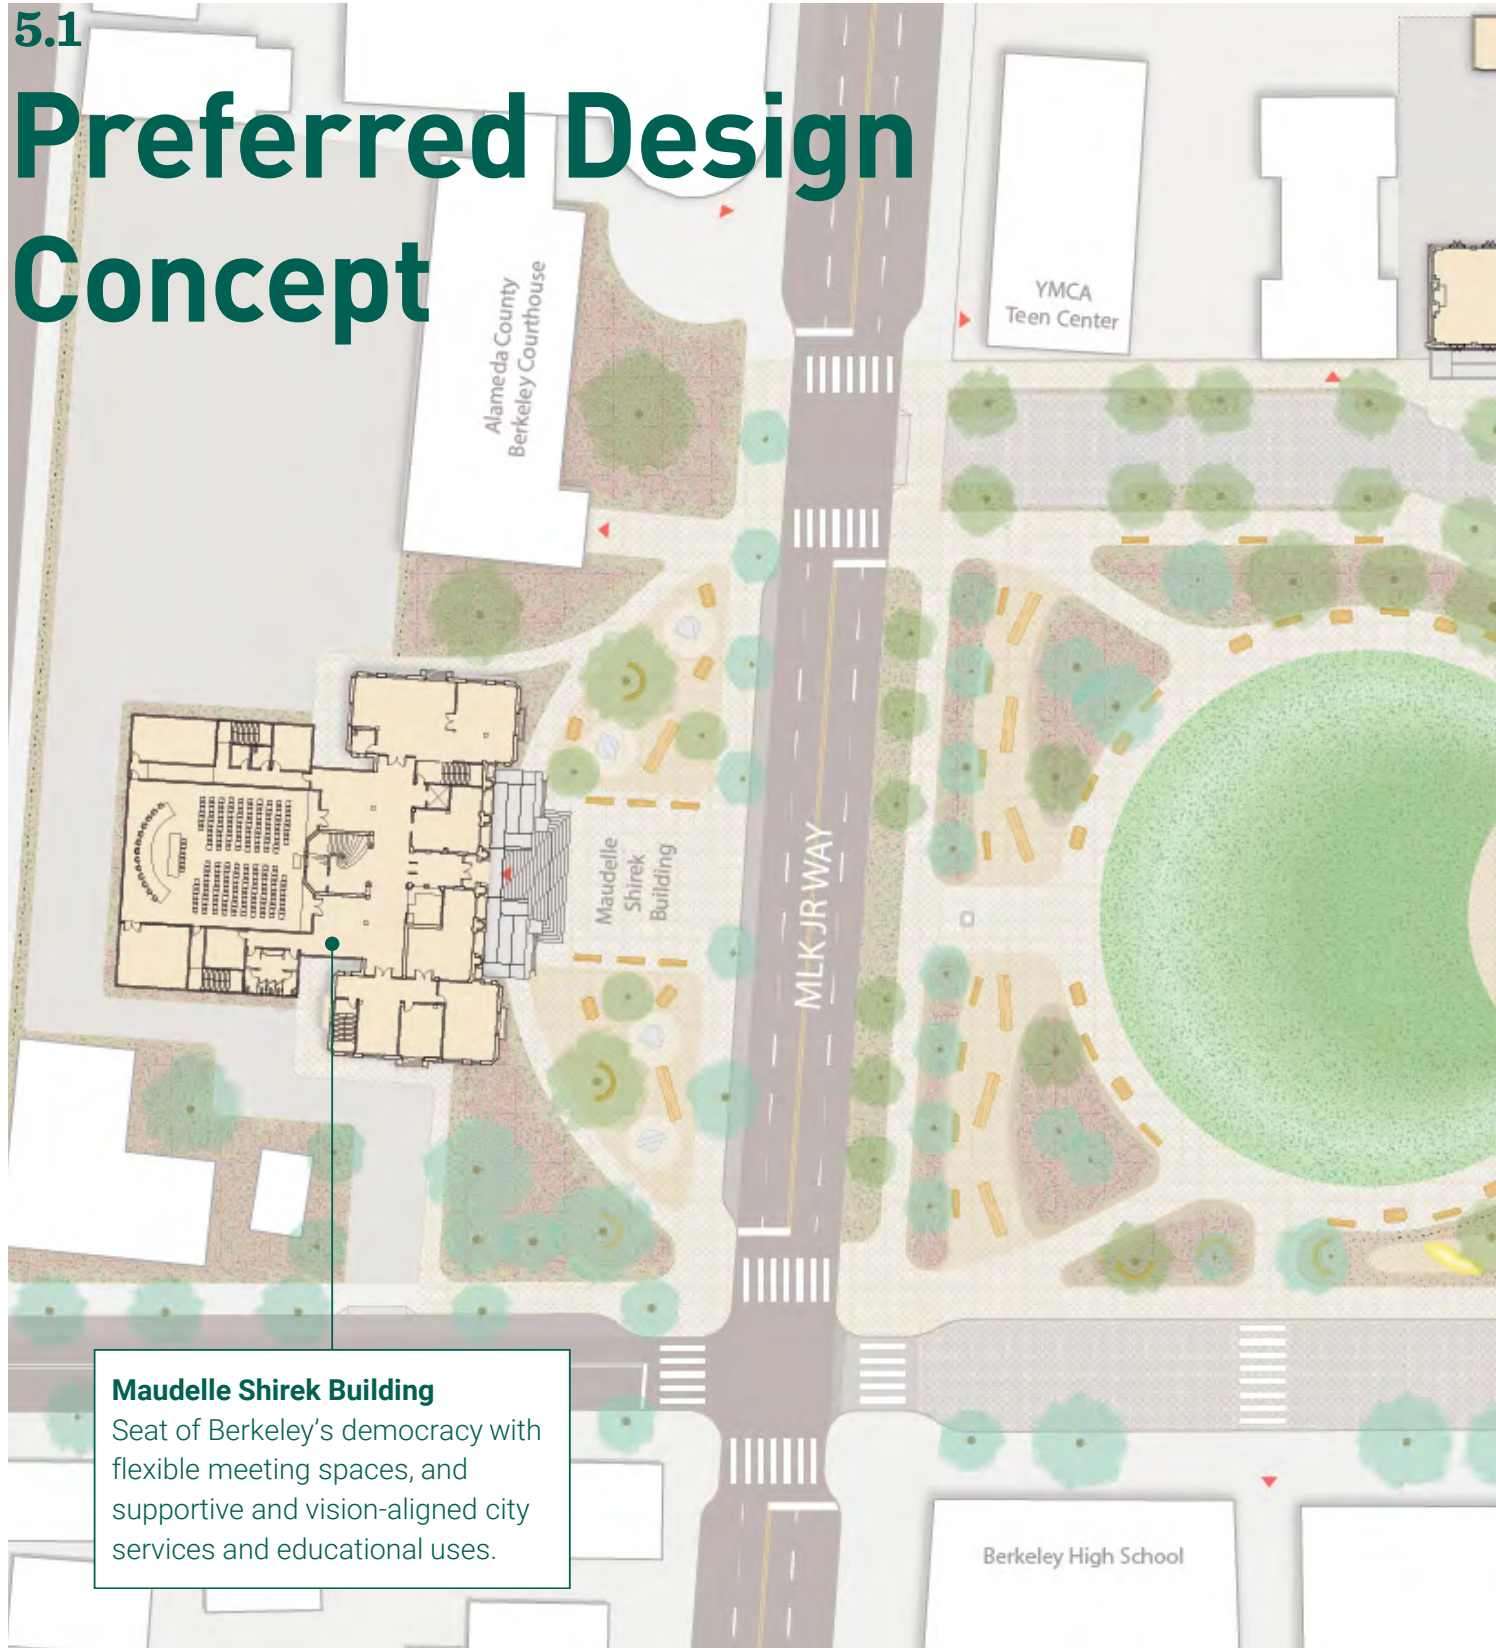 5.1
Preferred Design
Concept
Alameda County
Berkeley Courthouse
YMCA
Teen Center
Maudelle
Shirek
Building
MLK JR WAY
Maudelle Shirek Building
Seat of Berkeley’s democracy with
flexible meeting spaces, and
supportive and vision-aligned city
services and educational uses.
Berkeley High School